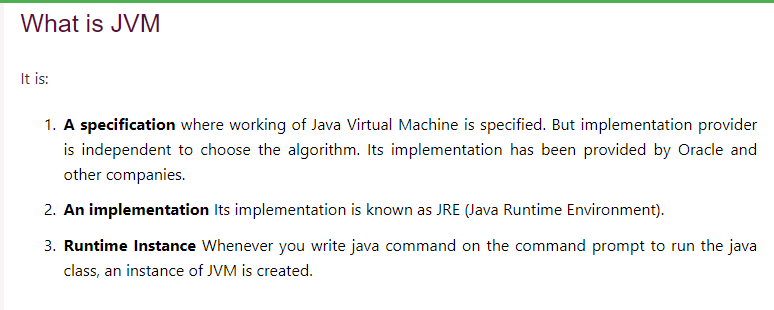 What is JVM
It is:
1. A specification where working of Java Virtual Machine is specified. But implementation provider
is independent to choose the algorithm. Its implementation has been provided by Oracle and
other companies.
2. An implementation Its implementation is known as JRE (Java Runtime Environment).
3. Runtime Instance Whenever you write java command on the command prompt to run the java
class, an instance of JVM is created.